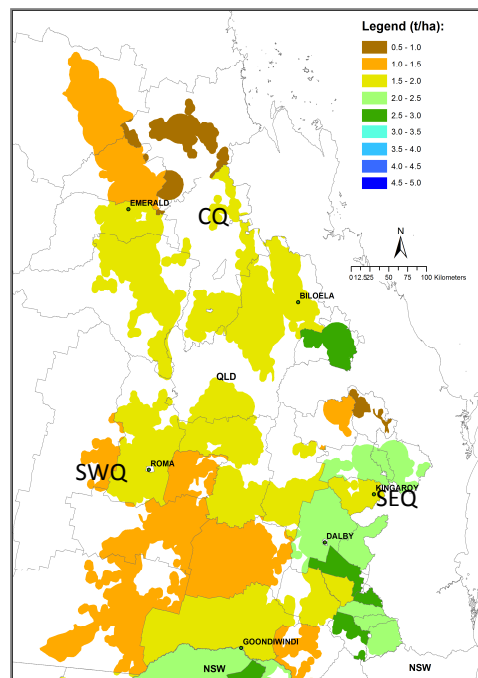 Legend (t/ha):
0.5 - 1.0
1.0 - 1.5
1.5 - 2.0
2.0 - 2.5
2.5 - 3.0
3.0 - 3.5
3.5 - 4.0
4.0 - 4.5
4.5 - 5.0
EMERALD
CQ
N
0 12.525 50 75 100 Kilometers
BILOELA
QLD
SWQ
ROMA
KINGAROY
SEQ
DALBY
GOONDIWINDI
NSW
NSW